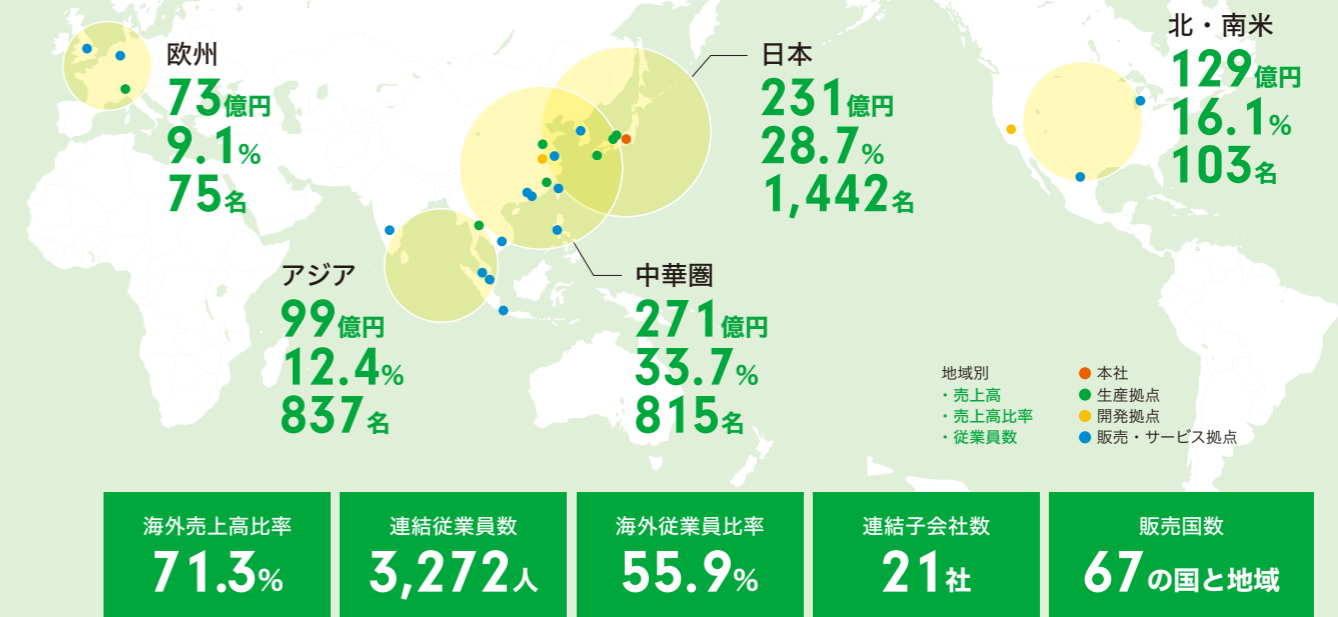 欧州
73億円
9.1%
75名
日本
231億円
28.7%
1,442名
北・南米
129億円
16.1%
103名
アジア
99億円
12.4%
837名
中華圏
271億円
33.7%
815名
地域別
・売上高
・売上高比率
・従業員数
本社
生産拠点
開発拠点
販売・サービス拠点
海外売上高比率
71.3%
連結従業員数
3,272人
海外従業員比率
55.9%
連結子会社数
21社
販売国数
67の国と地域